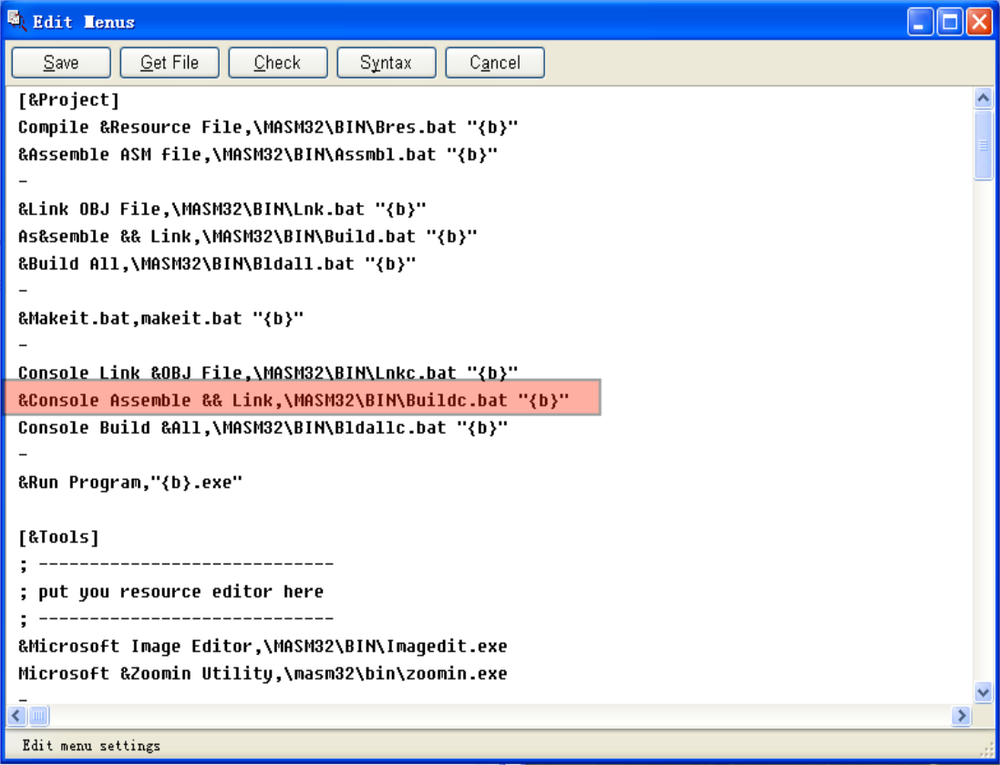 Edit Menus
Save Get File Check Syntax Cancel
[&Project]
Compile &Resource File,\MASM32\BIN\Bres.bat "{b}"
&Assemble ASM file,\MASM32\BIN\Assmbl.bat "{b}"
-
&Link OBJ File,\MASM32\BIN\Lnk.bat "{b}"
As&semble && Link,\MASM32\BIN\Build.bat "{b}"
&Build All,\MASM32\BIN\Bldall.bat "{b}"
-
&Makeit.bat,makeit.bat "{b}"
-
Console Link &OBJ File,\MASM32\BIN\Lnkc.bat "{b}"
&Console Assemble && Link,\MASM32\BIN\Buildc.bat "{b}"
Console Build &All,\MASM32\BIN\Bldallc.bat "{b}"
-
&Run Program,"{b}.exe"
[&Tools]
; -----------------------------
; put you resource editor here
; -----------------------------
&Microsoft Image Editor,\MASM32\BIN\Imagedit.exe
Microsoft &Zoomin Utility,\masm32\bin\zoomin.exe
-
Edit menu settings